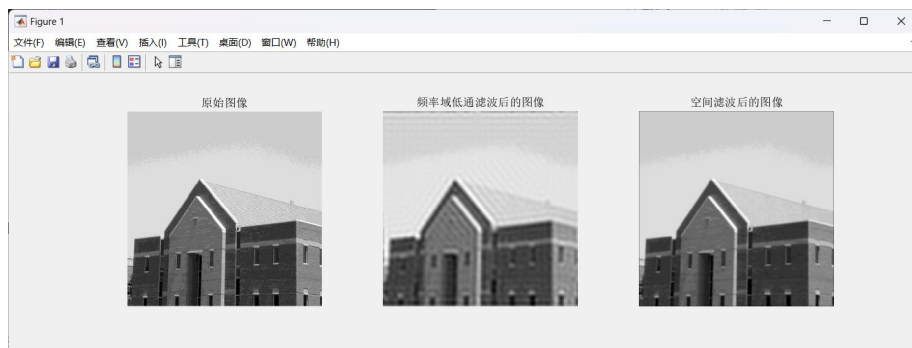 Figure 1
文件(F) 编辑(E) 查看(V) 插入(I) 工具(T) 桌面(D) 窗口(W) 帮助(H)
原始图像 频率域低通滤波后的图像 空间滤波后的图像